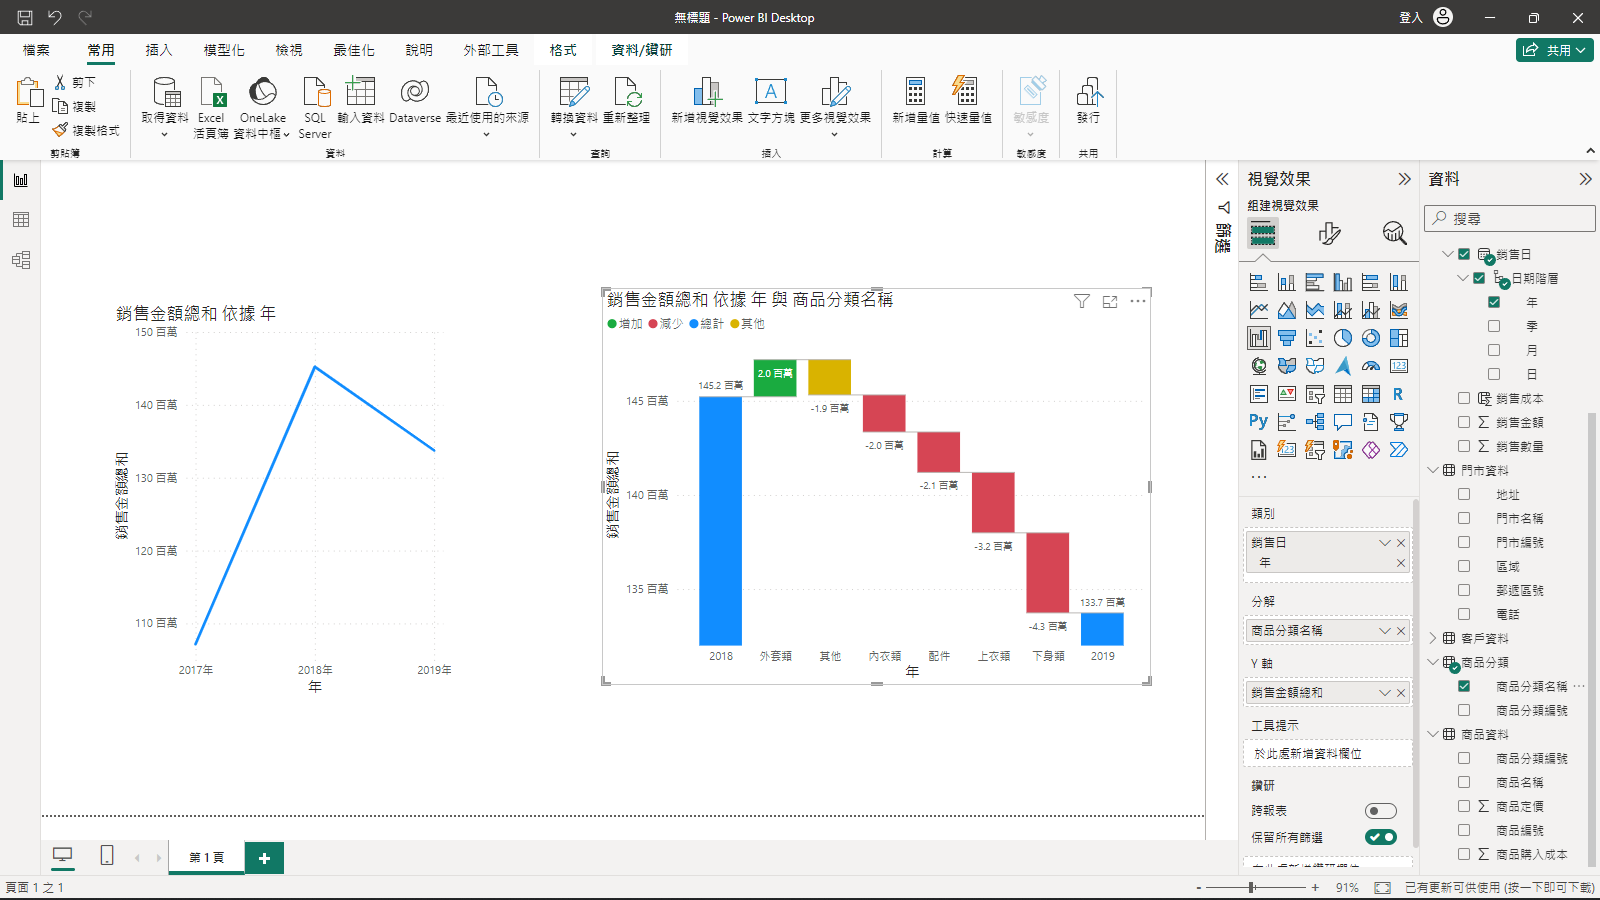 無標題 - Power BI Desktop
登入
檔案 常用 插入 模型化 檢視 最佳化 說明 外部工具 格式 資料/鑽研
共用
貼上
剪下
複製
複製格式
剪貼簿
取得資料
Excel 活頁簿
OneLake 資料中樞
SQL Server
輸入資料
Dataverse
最近使用的來源
資料
轉換資料
重新整理
查詢
新增視覺效果
文字方塊
更多視覺效果
插入
新增量值
快速量值
計算
敏感度
敏感度
發行
共用
銷售金額總和 依據 年
150 百萬
140 百萬
130 百萬
120 百萬
110 百萬
銷售金額總和
2017年 2018年 2019年
年
銷售金額總和 依據 年 與 商品分類名稱
增加 減少 總計 其他
145 百萬
140 百萬
135 百萬
銷售金額總和
145.2 百萬
2.0 百萬
-1.9 百萬
-2.0 百萬
-2.1 百萬
-3.2 百萬
-4.3 百萬
133.7 百萬
2018 外套類 其他 內衣類 配件 上衣類 下身類 2019
年
篩選
視覺效果
組建視覺效果
123
R
Py
123
類別
銷售日
年
分解
商品分類名稱
Y 軸
銷售金額總和
工具提示
於此處新增資料欄位
鑽研
跨報表
保留所有篩選
在此處新增鑽研欄位
資料
搜尋
銷售日
日期階層
年
季
月
日
銷售成本
銷售金額
銷售數量
門市資料
地址
門市名稱
門市編號
區域
郵遞區號
電話
客戶資料
商品分類
商品分類名稱
商品分類編號
商品資料
商品分類編號
商品名稱
商品定價
商品編號
商品購入成本
第 1 頁
頁面 1 之 1
- + 91%
已有更新可供使用 (按一下即可下載)